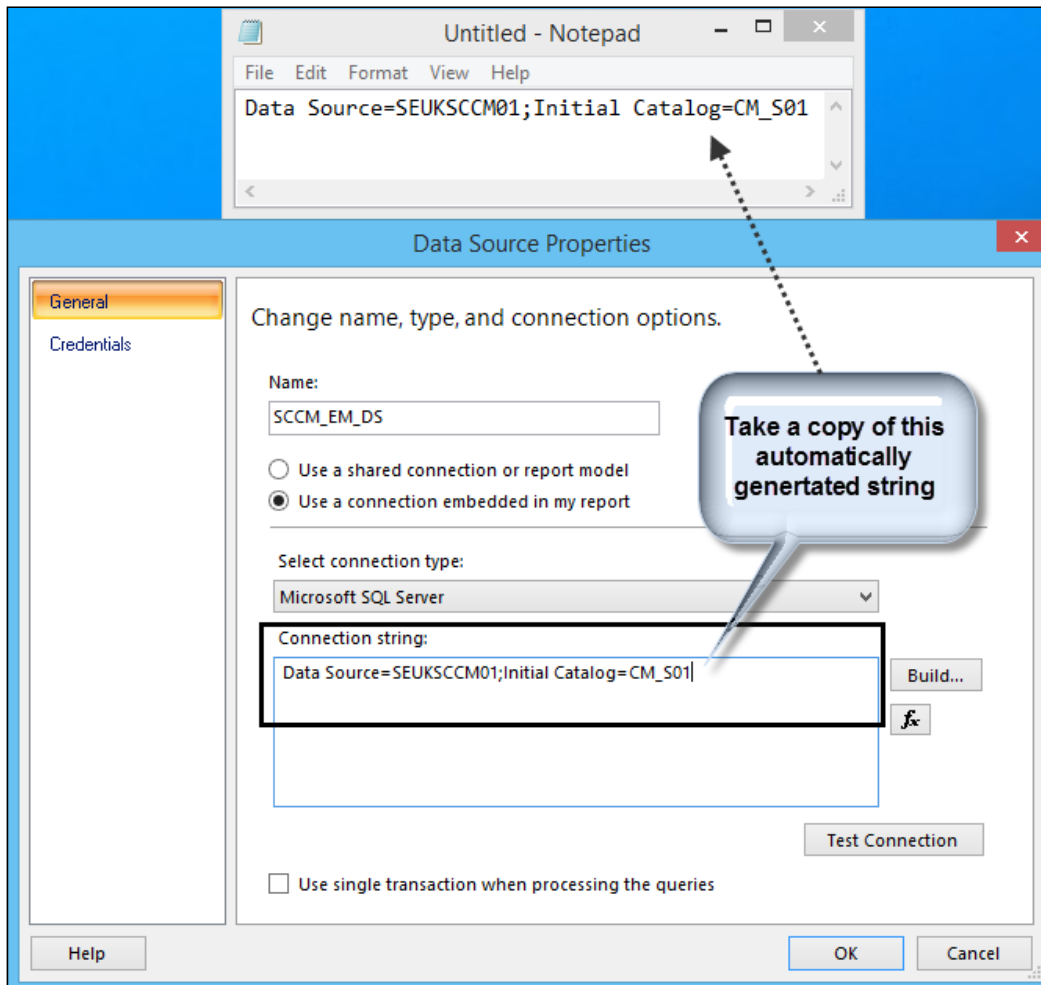 Untitled - Notepad
File Edit Format View Help
Data Source=SEUKSCCM01;Initial Catalog=CM_S01
Data Source Properties
General
Credentials
Change name, type, and connection options.
Name:
SCCM_EM_DS
Use a shared connection or report model
Use a connection embedded in my report
Take a copy of this
automatically
genertated string
Select connection type:
Microsoft SQL Server
Connection string:
Data Source=SEUKSCCM01;Initial Catalog=CM_S01
Build...
fx
Test Connection
Use single transaction when processing the queries
Help
OK
Cancel